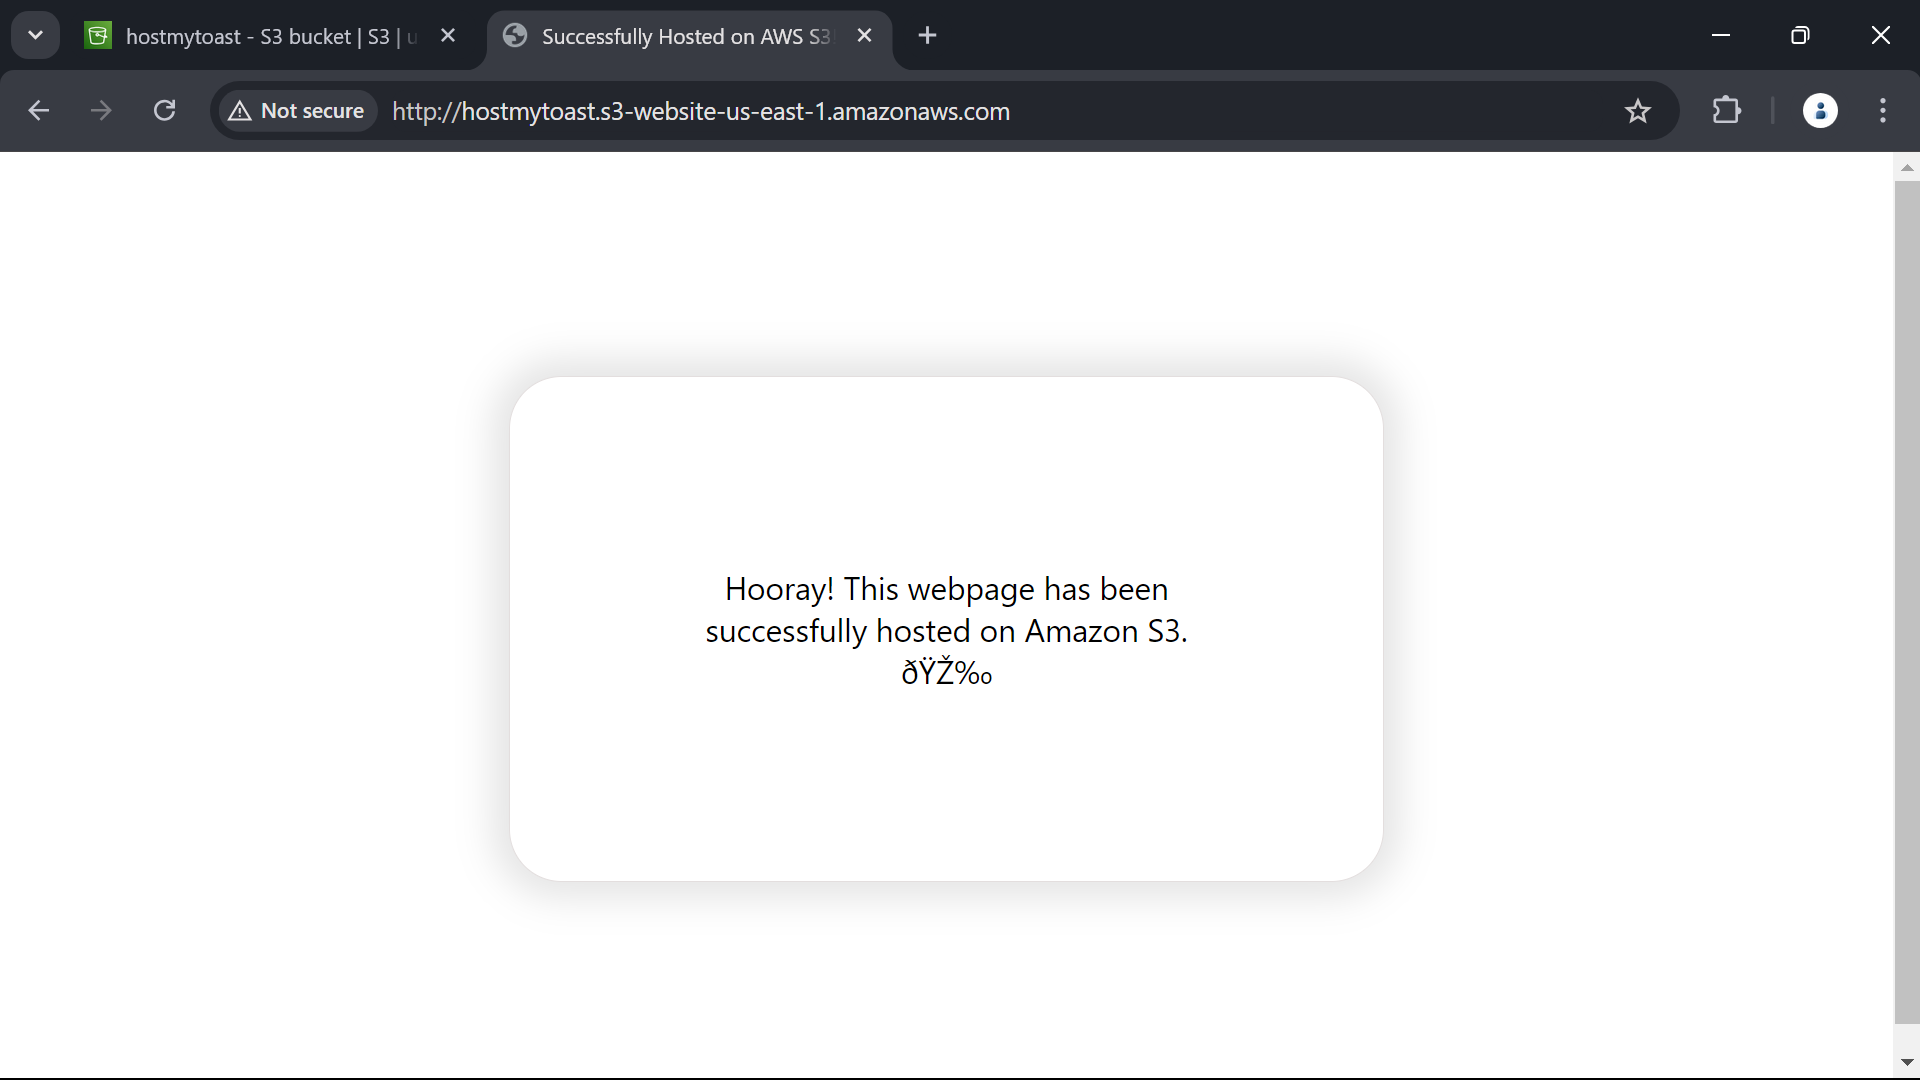 hostmytoast - S3 bucket | S3 | u
Successfully Hosted on AWS S3
Not secure
http://hostmytoast.s3-website-us-east-1.amazonaws.com
Hooray! This webpage has been
successfully hosted on Amazon S3.
ðŸŽ‰